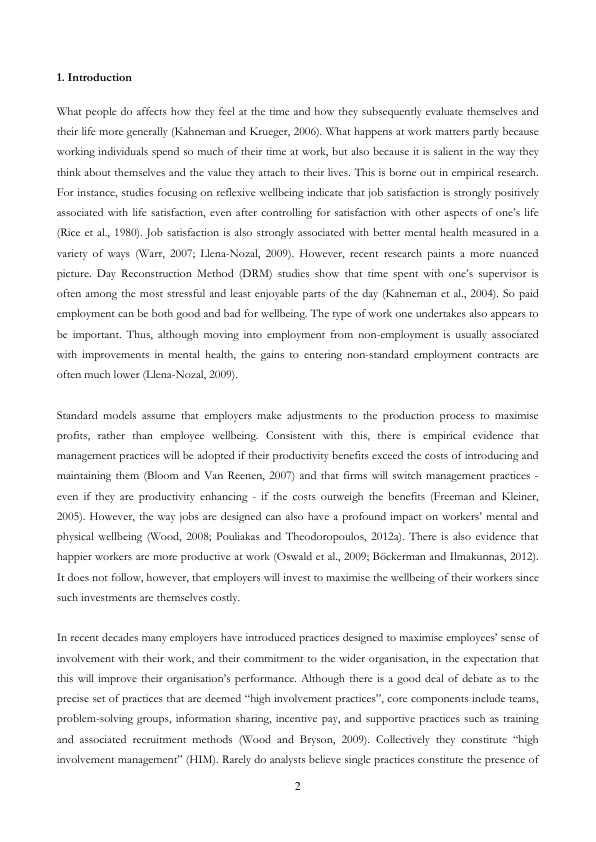 1. Introduction
What people do affects how they feel at the time and how they subsequently evaluate themselves and
their life more generally (Kahneman and Krueger, 2006). What happens at work matters partly because
working individuals spend so much of their time at work, but also because it is salient in the way they
think about themselves and the value they attach to their lives. This is borne out in empirical research.
For instance, studies focusing on reflexive wellbeing indicate that job satisfaction is strongly positively
associated with life satisfaction, even after controlling for satisfaction with other aspects of one’s life
(Rice et al., 1980). Job satisfaction is also strongly associated with better mental health measured in a
variety of ways (Warr, 2007; Llena-Nozal, 2009). However, recent research paints a more nuanced
picture. Day Reconstruction Method (DRM) studies show that time spent with one’s supervisor is
often among the most stressful and least enjoyable parts of the day (Kahneman et al., 2004). So paid
employment can be both good and bad for wellbeing. The type of work one undertakes also appears to
be important. Thus, although moving into employment from non-employment is usually associated
with improvements in mental health, the gains to entering non-standard employment contracts are
often much lower (Llena-Nozal, 2009).
Standard models assume that employers make adjustments to the production process to maximise
profits, rather than employee wellbeing. Consistent with this, there is empirical evidence that
management practices will be adopted if their productivity benefits exceed the costs of introducing and
maintaining them (Bloom and Van Reenen, 2007) and that firms will switch management practices -
even if they are productivity enhancing - if the costs outweigh the benefits (Freeman and Kleiner,
2005). However, the way jobs are designed can also have a profound impact on workers’ mental and
physical wellbeing (Wood, 2008; Pouliakas and Theodoropoulos, 2012a). There is also evidence that
happier workers are more productive at work (Oswald et al., 2009; Böckerman and Ilmakunnas, 2012).
It does not follow, however, that employers will invest to maximise the wellbeing of their workers since
such investments are themselves costly.
In recent decades many employers have introduced practices designed to maximise employees’ sense of
involvement with their work, and their commitment to the wider organisation, in the expectation that
this will improve their organisation’s performance. Although there is a good deal of debate as to the
precise set of practices that are deemed “high involvement practices”, core components include teams,
problem-solving groups, information sharing, incentive pay, and supportive practices such as training
and associated recruitment methods (Wood and Bryson, 2009). Collectively they constitute “high
involvement management” (HIM). Rarely do analysts believe single practices constitute the presence of
2